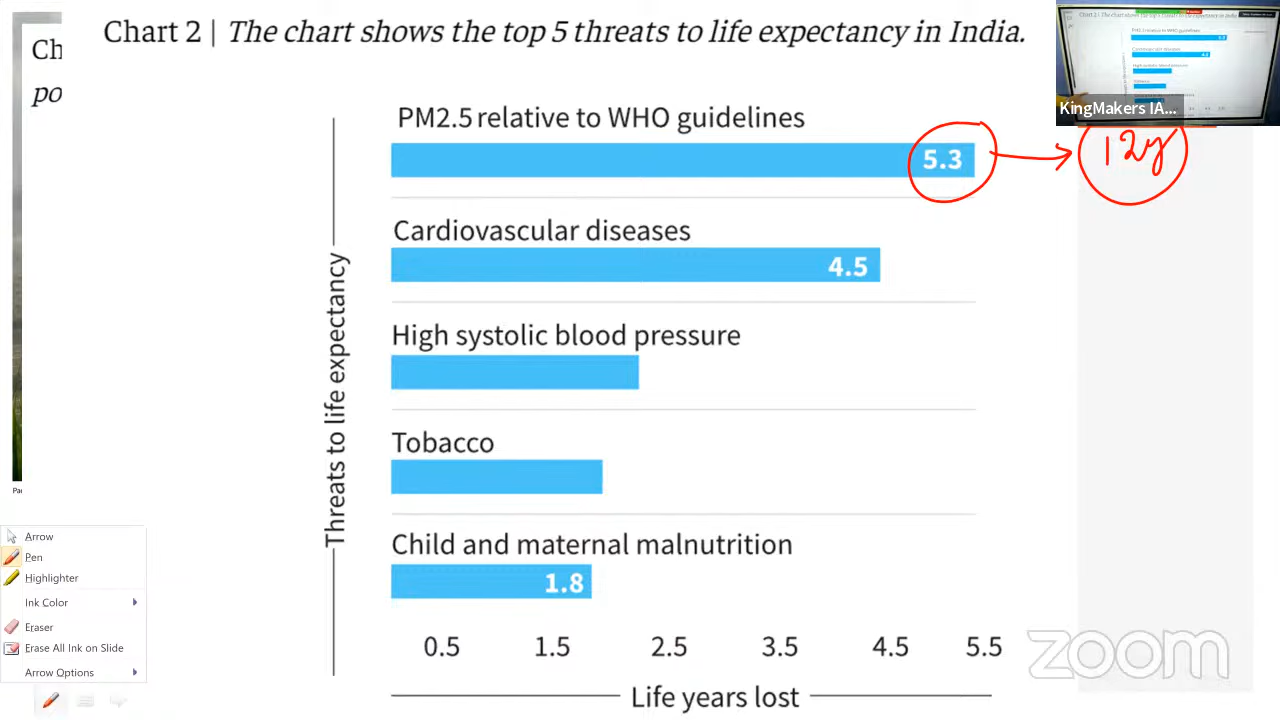 Chart 2 | The chart shows the top 5 threats to life expectancy in India.
Ch
po
KingMakers IA...
PM2.5 relative to WHO guidelines
5.3
12y
Cardiovascular diseases
4.5
High systolic blood pressure
Tobacco
Child and maternal malnutrition
1.8
Threats to life expectancy
0.5 1.5 2.5 3.5 4.5 5.5
Life years lost
Arrow
Pen
Highlighter
Ink Color
Eraser
Erase All Ink on Slide
Arrow Options
zoom